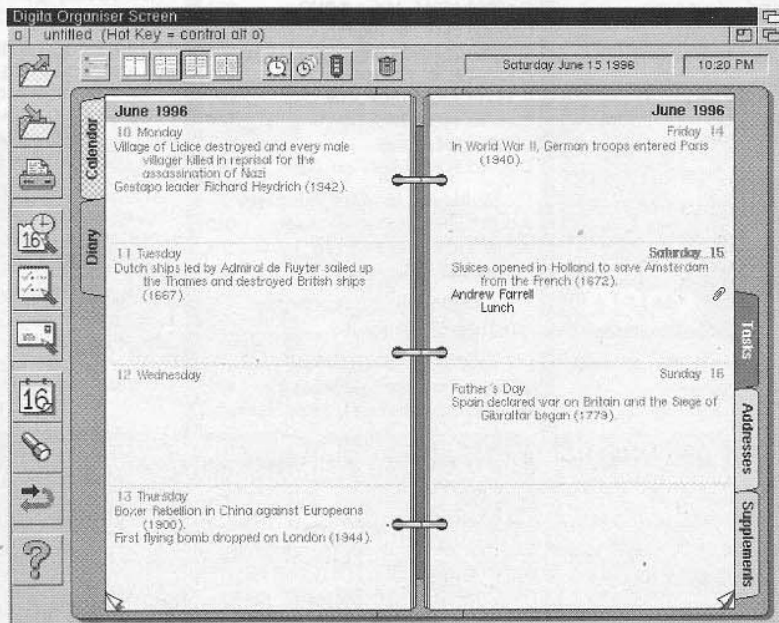 Digita Organiser Screen
untitled (Hot Key = control alt o)
Saturday June 15 1996
10:20 PM
Calendar
Diary
June 1996
10 Monday
Village of Lidice destroyed and every male
villager killed in reprisal for the
assassination of Nazi
Gestapo leader Richard Heydrich (1942).
11 Tuesday
Dutch ships led by Admiral de Ruyter sailed up
the Thames and destroyed British ships
(1667).
12 Wednesday
13 Thursday
Boxer Rebellion in China against Europeans
(1900).
First flying bomb dropped on London (1944).
June 1996
Friday 14
In World War II, German troops entered Paris
(1940).
Saturday 15
Sluices opened in Holland to save Amsterdam
from the French (1672).
Andrew Farrell
Lunch
Sunday 16
Father's Day
Spain declared war on Britain and the Siege of
Gibraltar began (1779).
Tasks
Addresses
Supplements
16
16